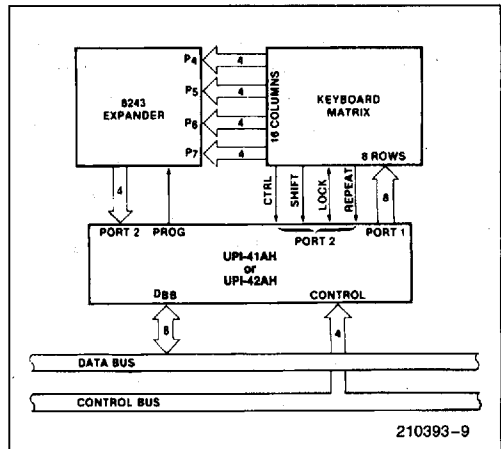 8243
EXPANDER
P4
P5
P6
P7
4
4
4
4
16 COLUMNS
KEYBOARD
MATRIX
8 ROWS
4
CTRL
SHIFT
LOCK
REPEAT
8
PORT 2
PROG
PORT 2
PORT 1
UPI-41AH
or
UPI-42AH
DBB
CONTROL
8
4
DATA BUS
CONTROL BUS
210393-9